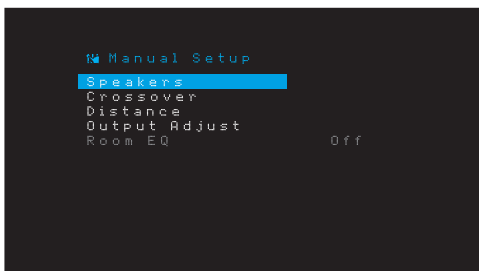 Manual Setup
Speakers
Crossover
Distance
Output Adjust
Room EQ Off